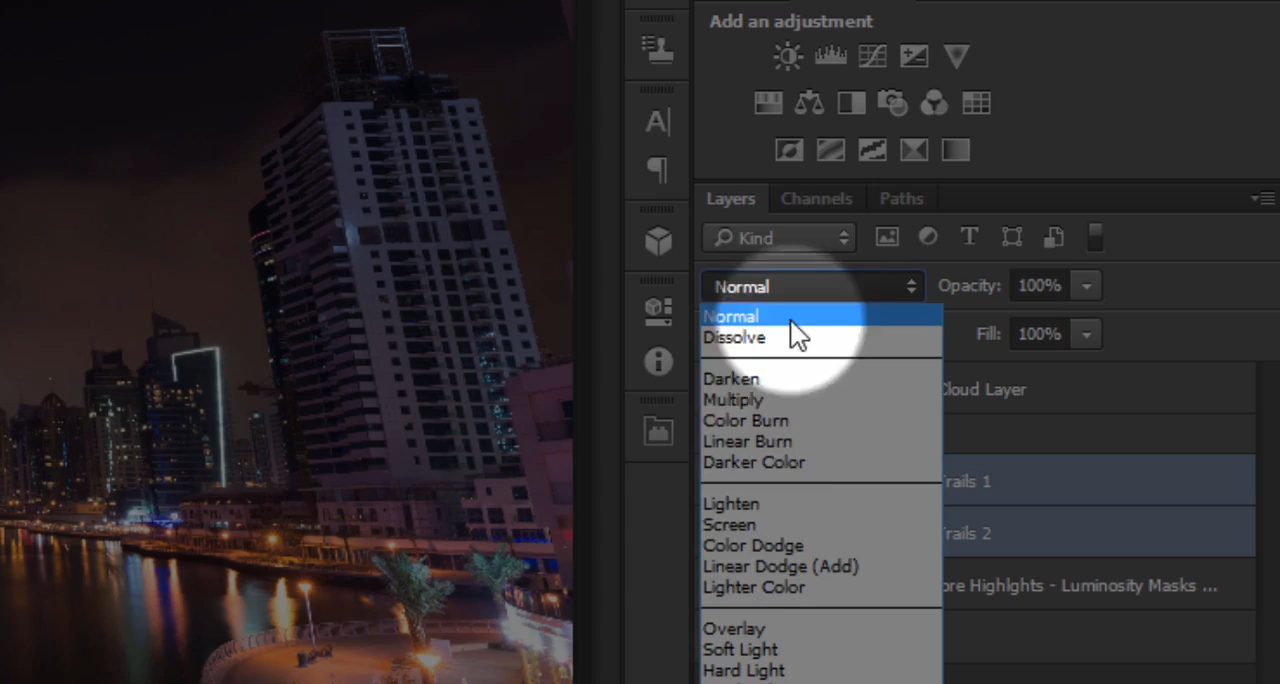 Add an adjustment
A|
Layers Channels Paths
Kind T
Normal Opacity: 100%
Normal
Dissolve Fill: 100%
Darken Cloud Layer
Multiply
Color Burn
Linear Burn
Darker Color
Trails 1
Lighten
Screen Trails 2
Color Dodge
Linear Dodge (Add)
Lighter Color ore Highlghts - Luminosity Masks ...
Overlay
Soft Light
Hard Light